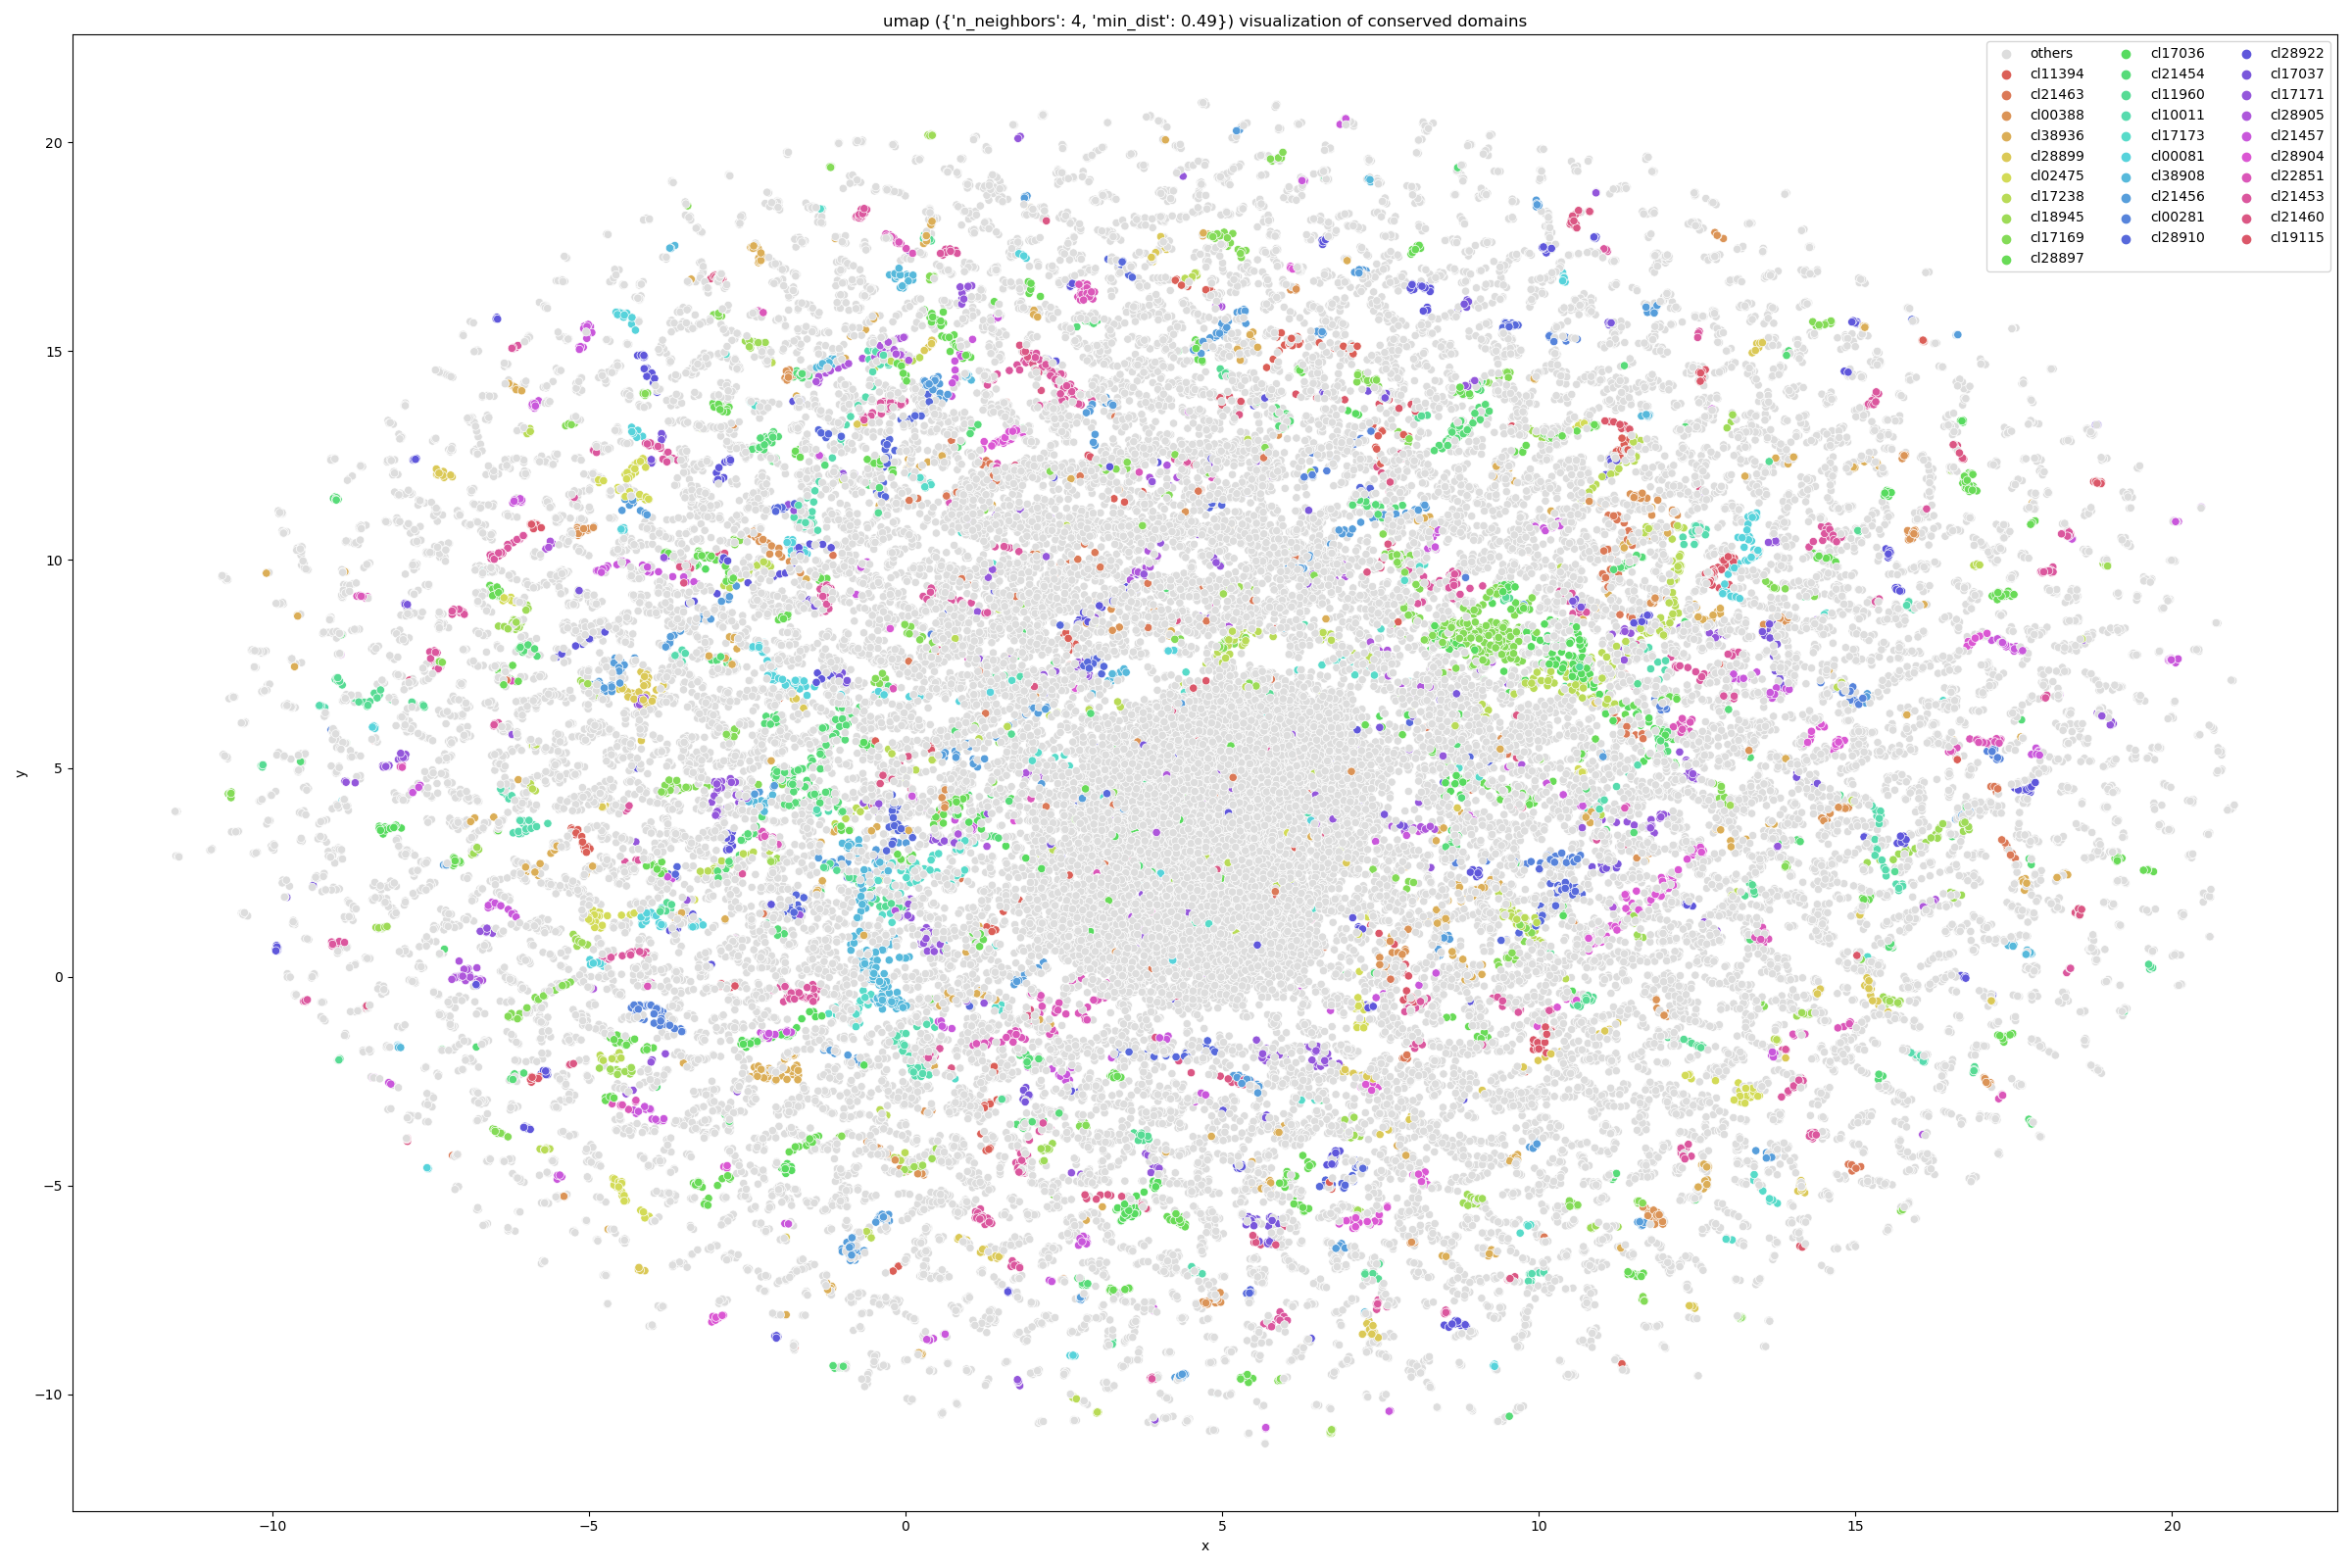 umap ({'n_neighbors': 4, 'min_dist': 0.49}) visualization of conserved domains
others
cl11394
cl21463
cl00388
cl38936
cl28899
cl02475
cl17238
cl18945
cl17169
cl28897
cl17036
cl21454
cl11960
cl10011
cl17173
cl00081
cl38908
cl21456
cl00281
cl28910
cl28922
cl17037
cl17171
cl28905
cl21457
cl28904
cl22851
cl21453
cl21460
cl19115
20
15
10
5
0
−5
−10
y
−10
−5
0
5
10
15
20
x